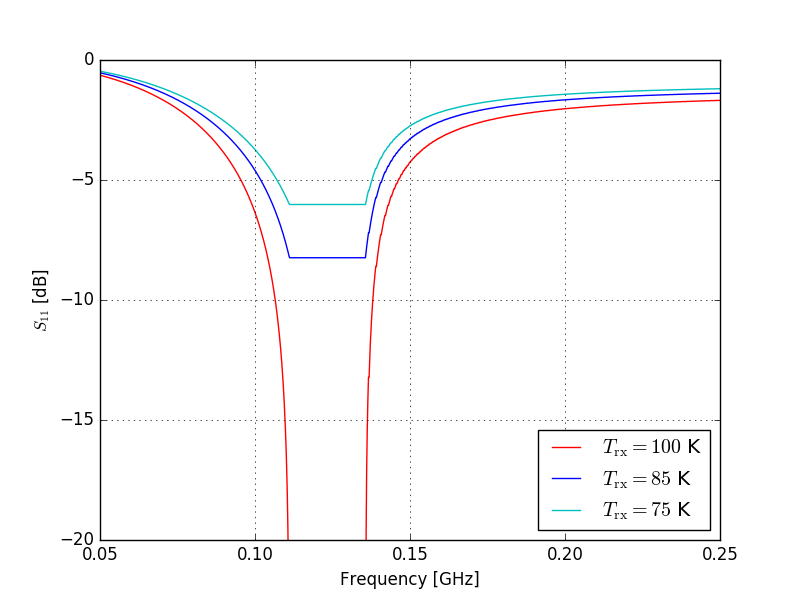 0
−5
−10
−15
−20
S11 [dB]
0.05 0.10 0.15 0.20 0.25
Frequency [GHz]
Trx = 100 K
Trx = 85 K
Trx = 75 K